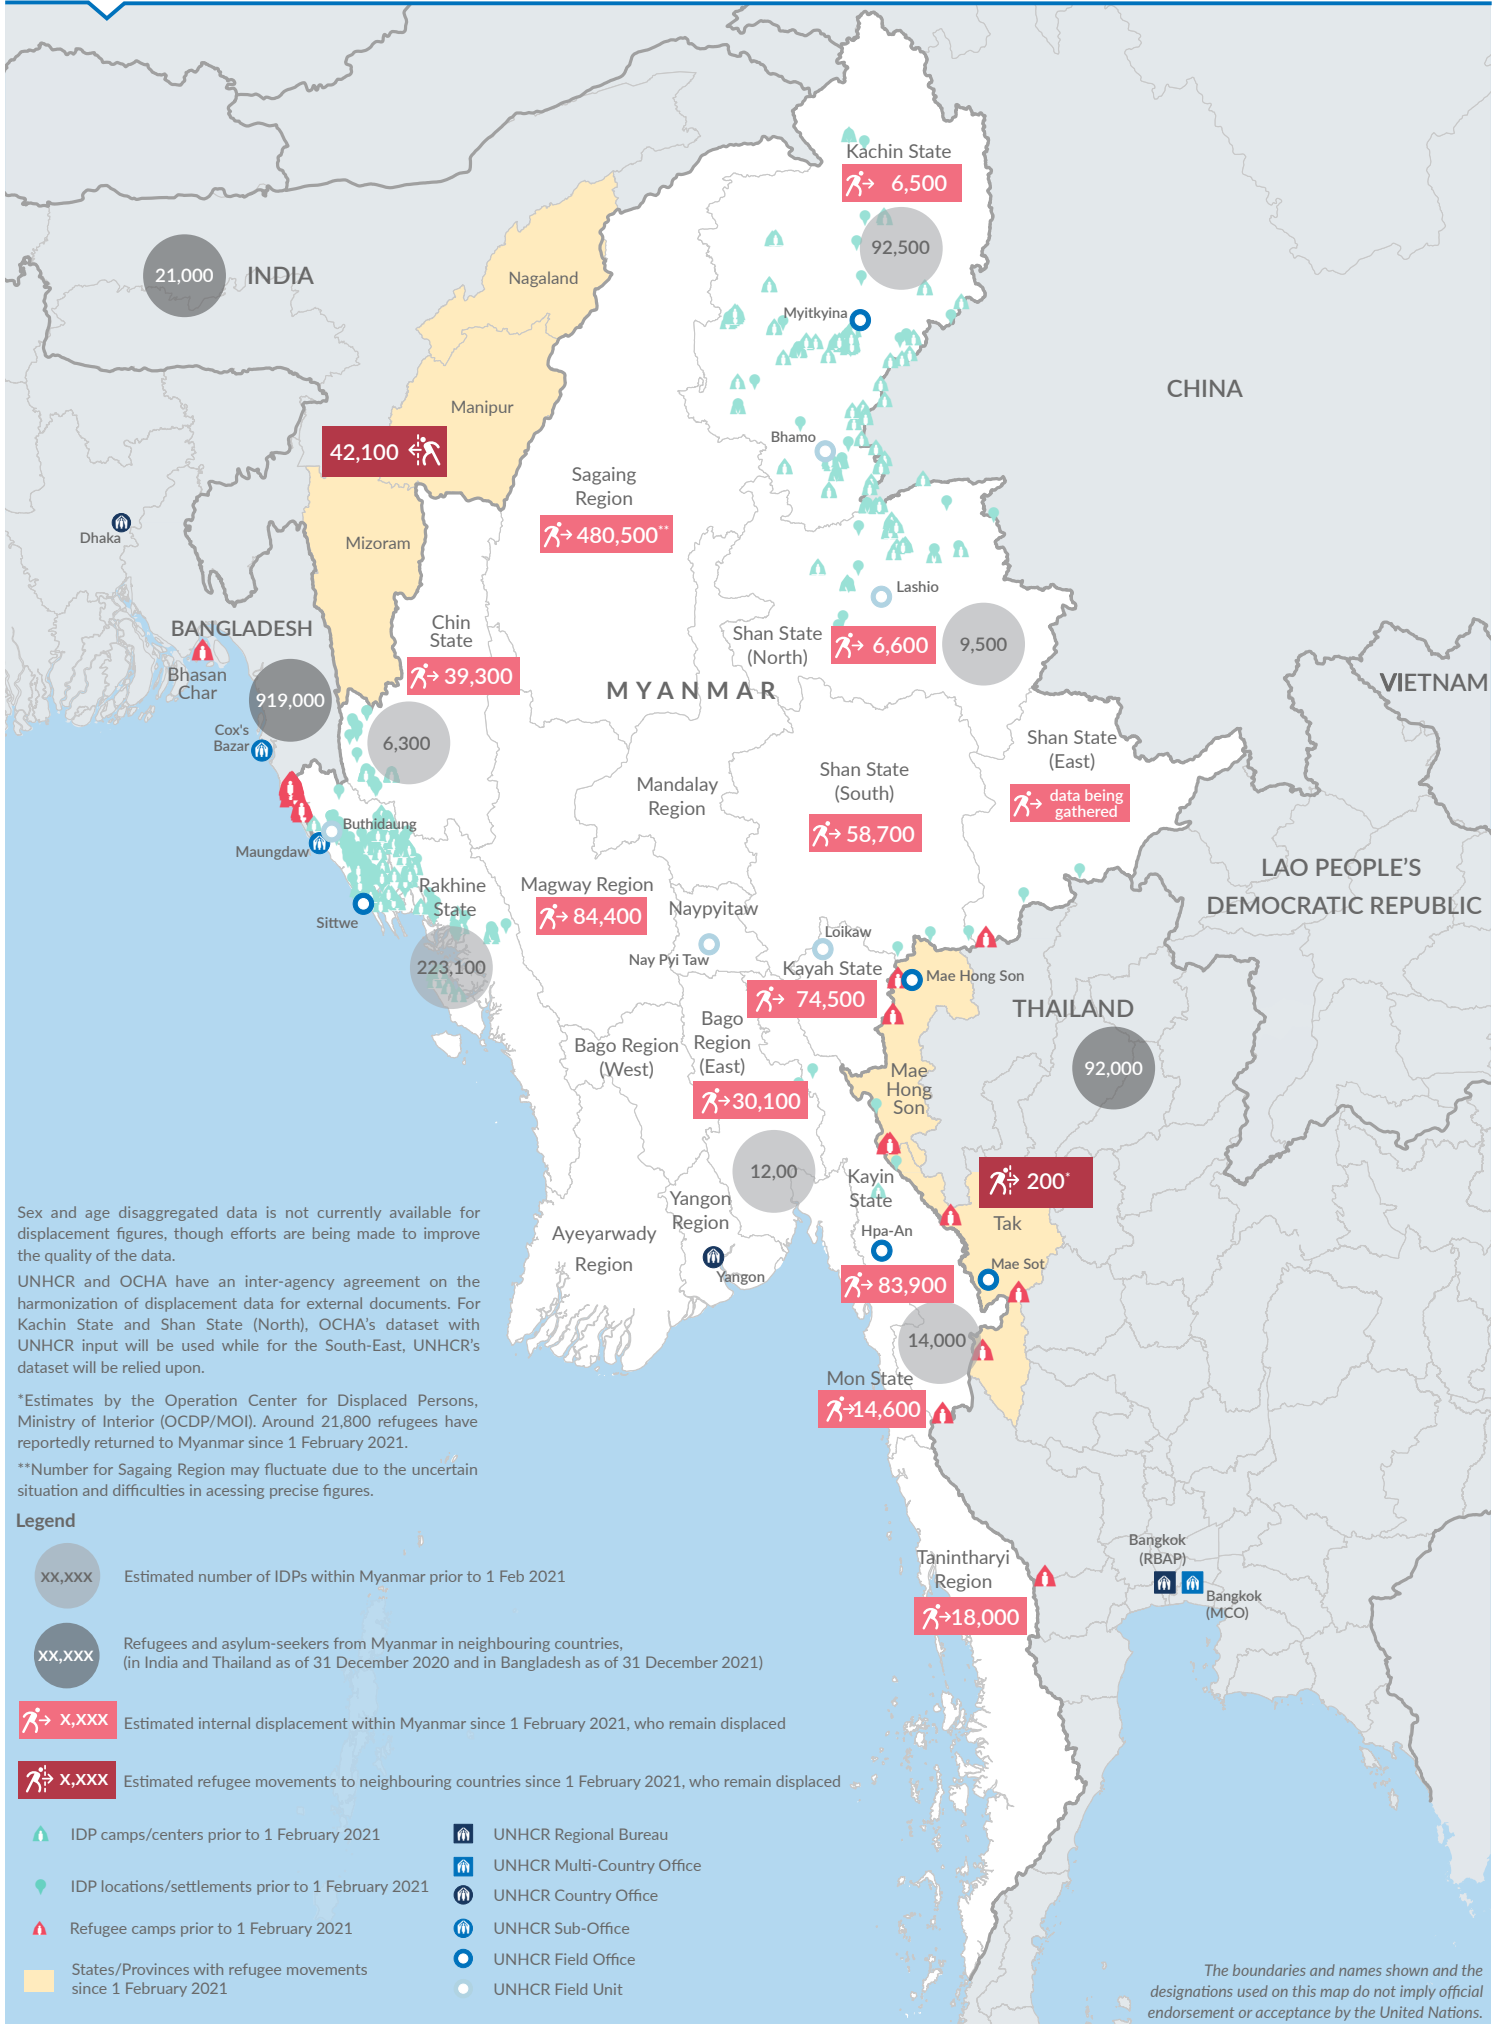 Kachin State
6,500
92,500
21,000
INDIA
Nagaland
Myitkyina
CHINA
Manipur
42,100
Bhamo
Sagaing
Region
480,500**
Dhaka
Mizoram
Lashio
Chin
State
39,300
Shan State
(North)
6,600
9,500
BANGLADESH
Bhasan
Char
919,000
MYANMAR
VIETNAM
Cox's
Bazar
6,300
Shan State
(East)
data being
gathered
Mandalay
Region
Shan State
(South)
58,700
Buthidaung
Maungdaw
LAO PEOPLE'S
DEMOCRATIC REPUBLIC
Rakhine
State
Magway Region
84,400
Naypyitaw
Sittwe
Loikaw
Nay Pyi Taw
223,100
Kayah State
74,500
Mae Hong Son
THAILAND
92,000
Bago
Region
(East)
30,100
Bago Region
(West)
Mae
Hong
Son
12,00
200*
Kayin
State
Yangon
Region
Tak
Ayeyarwady
Region
Hpa-An
Mae Sot
Yangon
83,900
14,000
Mon State
14,600
Sex and age disaggregated data is not currently available for
displacement figures, though efforts are being made to improve
the quality of the data.
UNHCR and OCHA have an inter-agency agreement on the
harmonization of displacement data for external documents. For
Kachin State and Shan State (North), OCHA's dataset with
UNHCR input will be used while for the South-East, UNHCR's
dataset will be relied upon.
*Estimates by the Operation Center for Displaced Persons,
Ministry of Interior (OCDP/MOI). Around 21,800 refugees have
reportedly returned to Myanmar since 1 February 2021.
**Number for Sagaing Region may fluctuate due to the uncertain
situation and difficulties in acessing precise figures.
Tanintharyi
Region
18,000
Bangkok
(RBAP)
Bangkok
(MCO)
Legend
XX,XXX
Estimated number of IDPs within Myanmar prior to 1 Feb 2021
XX,XXX
Refugees and asylum-seekers from Myanmar in neighbouring countries,
(in India and Thailand as of 31 December 2020 and in Bangladesh as of 31 December 2021)
X,XXX
Estimated internal displacement within Myanmar since 1 February 2021, who remain displaced
X,XXX
Estimated refugee movements to neighbouring countries since 1 February 2021, who remain displaced
IDP camps/centers prior to 1 February 2021
IDP locations/settlements prior to 1 February 2021
Refugee camps prior to 1 February 2021
States/Provinces with refugee movements
since 1 February 2021
UNHCR Regional Bureau
UNHCR Multi-Country Office
UNHCR Country Office
UNHCR Sub-Office
UNHCR Field Office
UNHCR Field Unit
The boundaries and names shown and the
designations used on this map do not imply official
endorsement or acceptance by the United Nations.